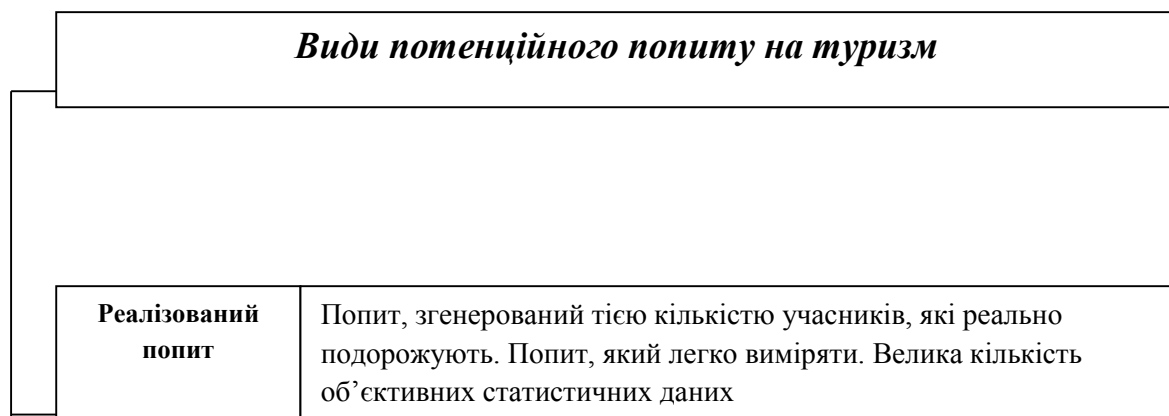 Види потенційного попиту на туризм
Реалізований
попит
Попит, згенерований тією кількістю учасників, які реально
подорожують. Попит, який легко виміряти. Велика кількість
об’єктивних статистичних даних